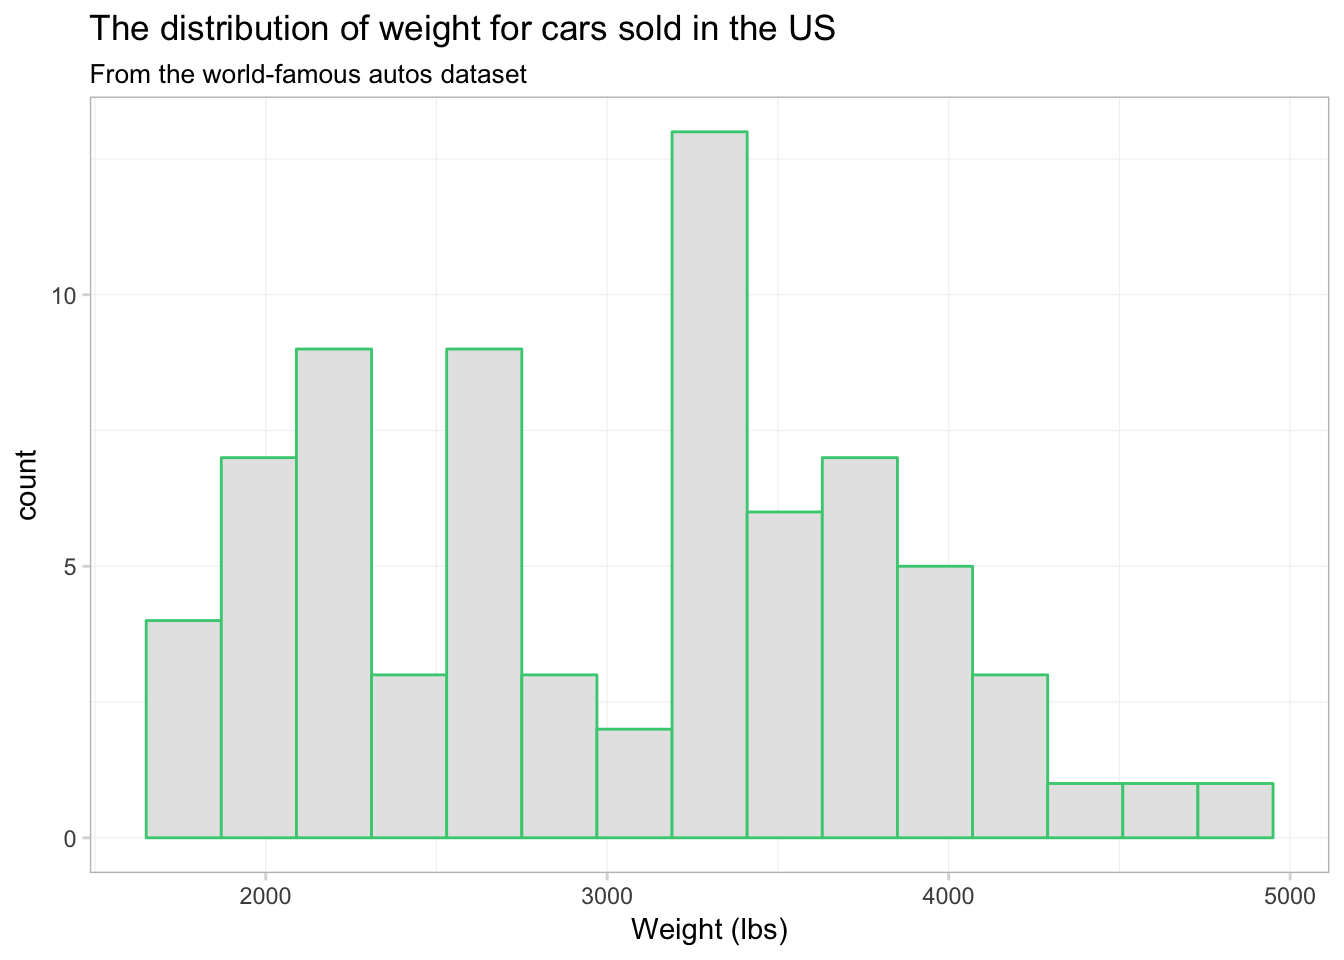 The distribution of weight for cars sold in the US
From the world-famous autos dataset
10
5
0
count
2000 3000 4000 5000
Weight (lbs)